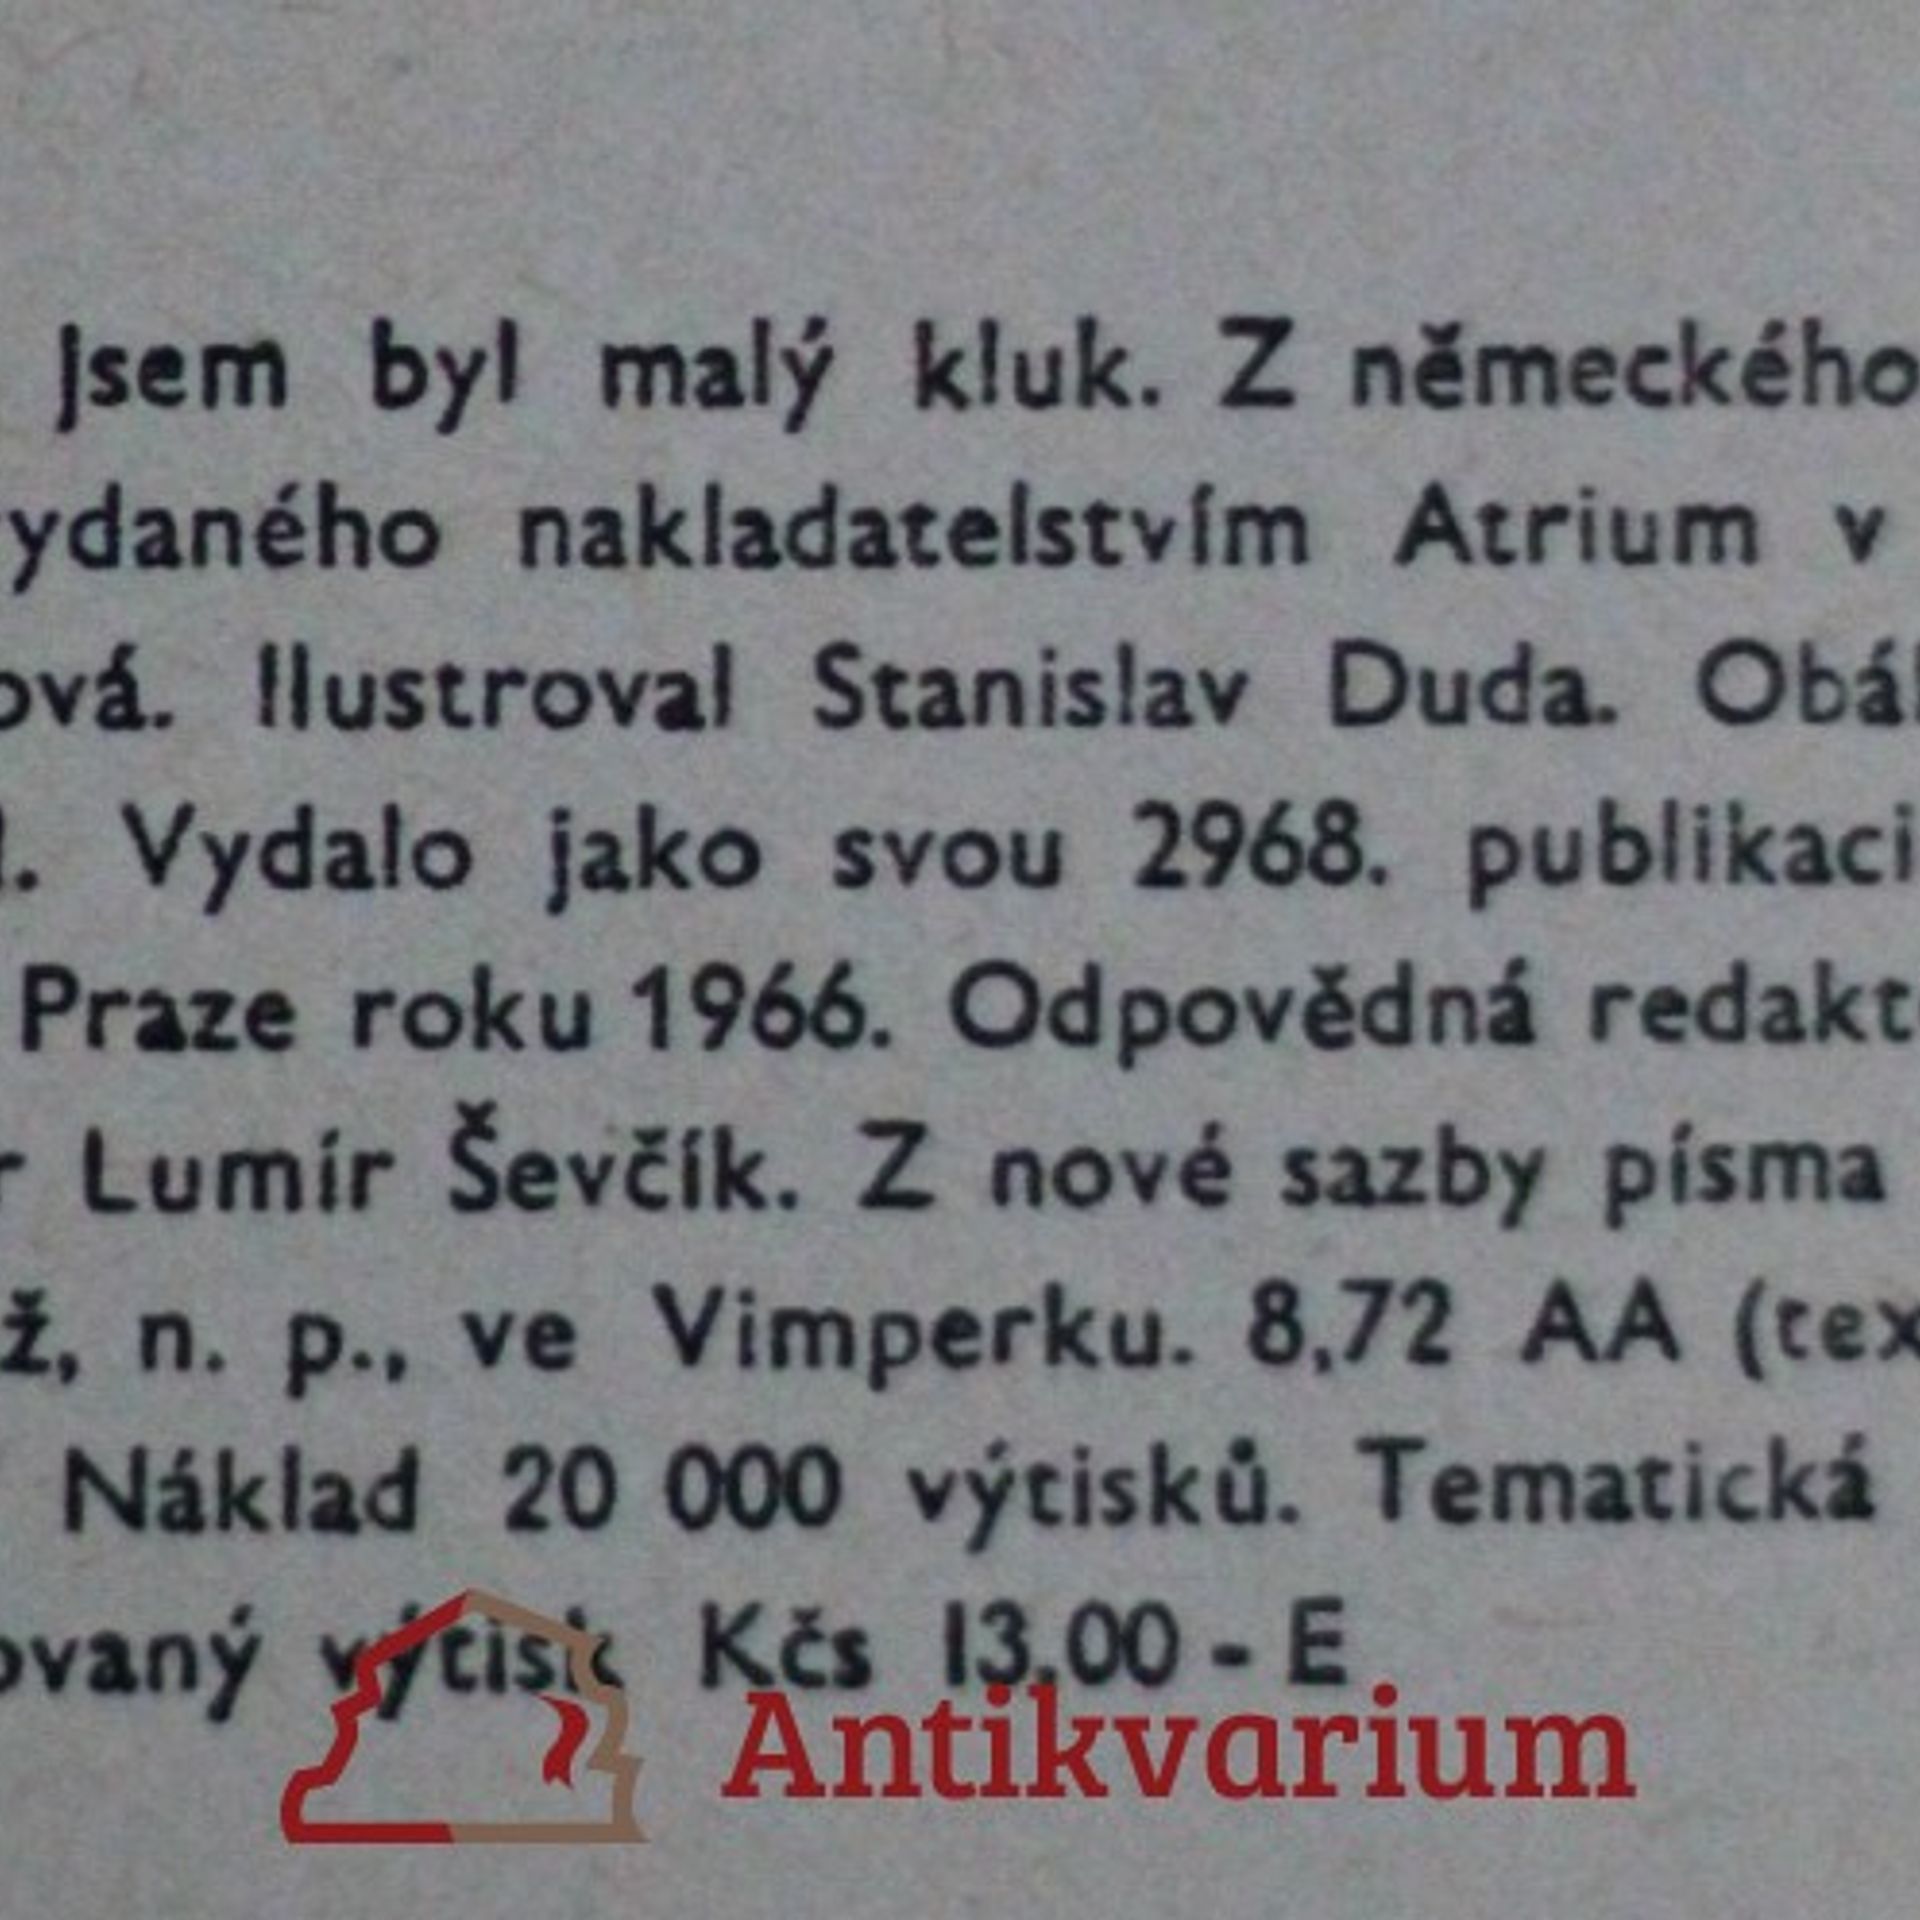 Jsem byl malý kluk. Z německého
ydaného nakladatelstvím Atrium v
ová. Ilustroval Stanislav Duda. Obál
l. Vydalo jako svou 2968. publikaci
Praze roku 1966. Odpovědná redakt
r Lumír Ševčík. Z nové sazby písma
ž, n. p., ve Vimperku. 8,72 AA (tex
Náklad 20 000 výtisků. Tematická
ovaný výtisk Kčs 13.00 - E
Antikvarium